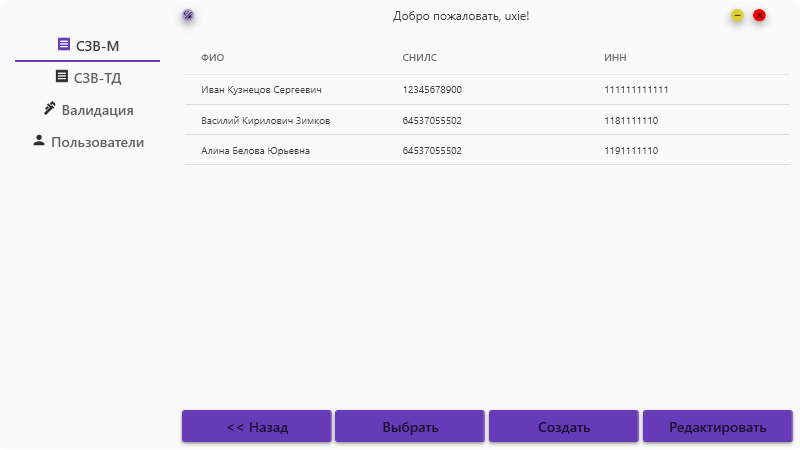 Добро пожаловать, uxie!
СЗВ-М
СЗВ-ТД
Валидация
Пользователи
ФИО СНИЛС ИНН
Иван Кузнецов Сергеевич 12345678900 111111111111
Василий Кирилович Зимков 64537055502 1181111110
Алина Белова Юрьевна 64537055502 1191111110
<< Назад Выбрать Создать Редактировать